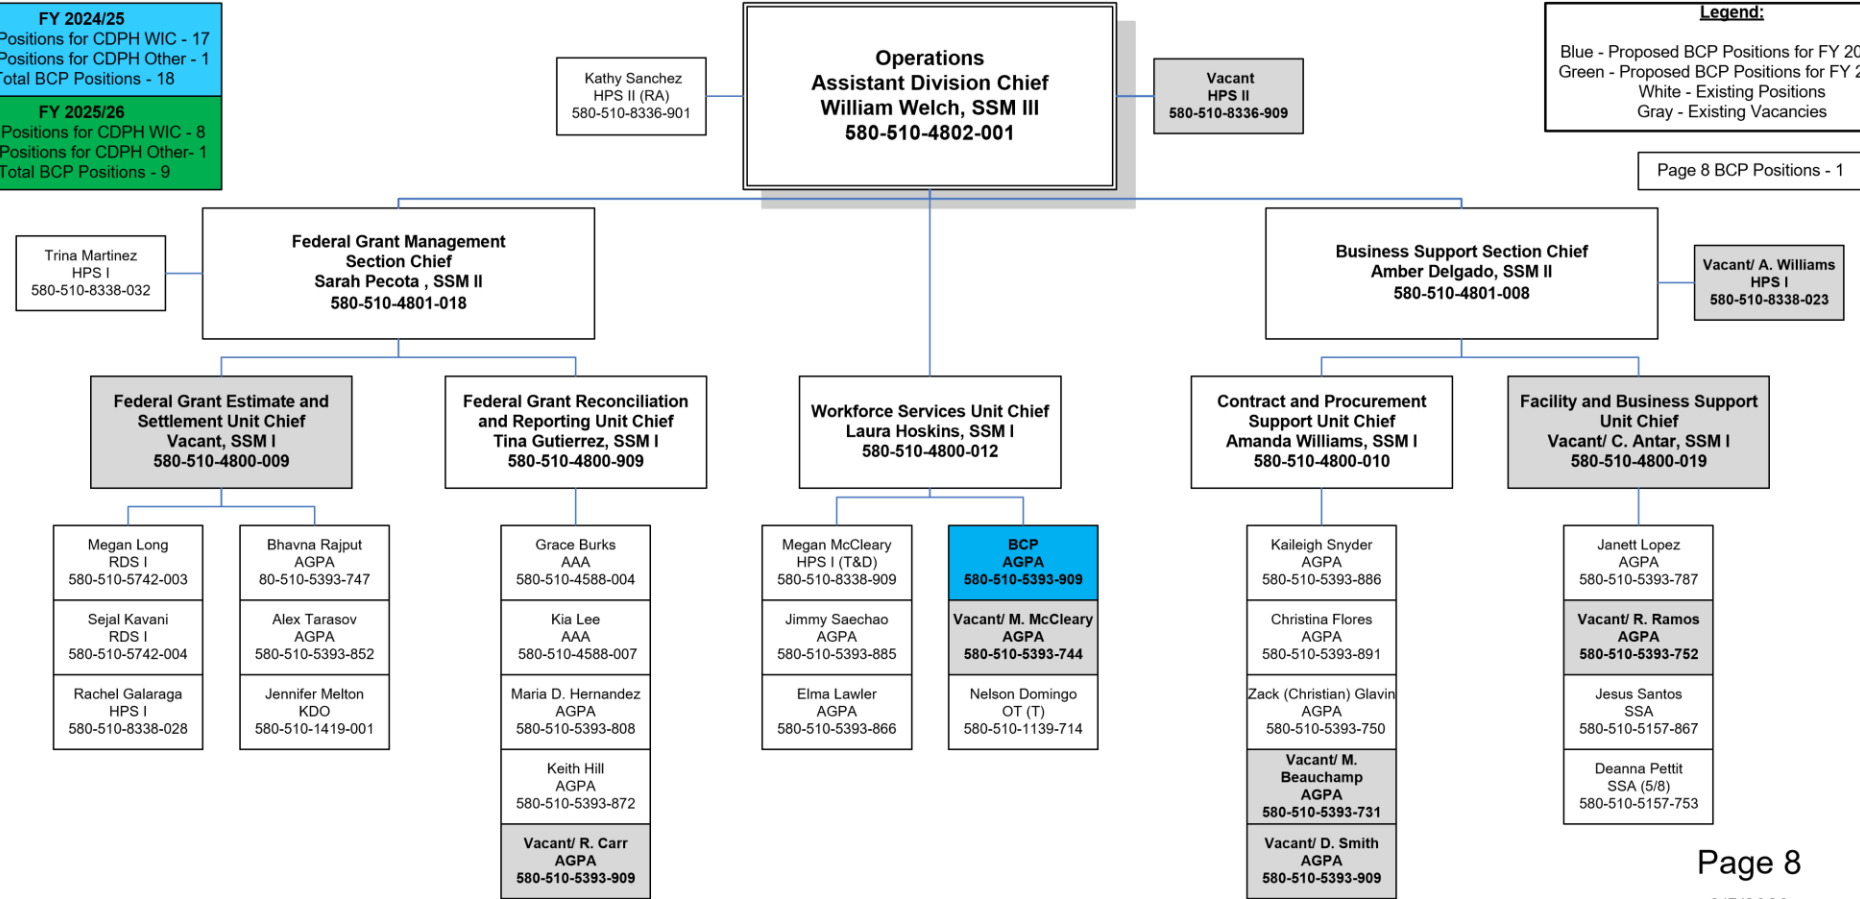 FY 2024/25
Positions for CDPH WIC - 17
Positions for CDPH Other - 1
Total BCP Positions - 18
FY 2025/26
Positions for CDPH WIC - 8
Positions for CDPH Other- 1
Total BCP Positions - 9
Kathy Sanchez
HPS II (RA)
580-510-8336-901
Operations
Assistant Division Chief
William Welch, SSM III
580-510-4802-001
Vacant
HPS II
580-510-8336-909
Legend:
Blue - Proposed BCP Positions for FY
Green - Proposed BCP Positions for FY
White - Existing Positions
Gray - Existing Vacancies
Page 8 BCP Positions - 1
Trina Martinez
HPS I
580-510-8338-032
Federal Grant Management
Section Chief
Sarah Pecota , SSM II
580-510-4801-018
Business Support Section Chief
Amber Delgado, SSM II
580-510-4801-008
Vacant/ A. Williams
HPS I
580-510-8338-023
Federal Grant Estimate and
Settlement Unit Chief
Vacant, SSM I
580-510-4800-009
Federal Grant Reconciliation
and Reporting Unit Chief
Tina Gutierrez, SSM I
580-510-4800-909
Workforce Services Unit Chief
Laura Hoskins, SSM I
580-510-4800-012
Contract and Procurement
Support Unit Chief
Amanda Williams, SSM I
580-510-4800-010
Facility and Business Support
Unit Chief
Vacant/ C. Antar, SSM I
580-510-4800-019
Megan Long
RDS I
580-510-5742-003
Sejal Kavani
RDS I
580-510-5742-004
Rachel Galaraga
HPS I
580-510-8338-028
Bhavna Rajput
AGPA
80-510-5393-747
Alex Tarasov
AGPA
580-510-5393-852
Jennifer Melton
KDO
580-510-1419-001
Grace Burks
AAA
580-510-4588-004
Kia Lee
AAA
580-510-4588-007
Maria D. Hernandez
AGPA
580-510-5393-808
Keith Hill
AGPA
580-510-5393-872
Vacant/ R. Carr
AGPA
580-510-5393-909
Megan McCleary
HPS I (T&D)
580-510-8338-909
Jimmy Saechao
AGPA
580-510-5393-885
Elma Lawler
AGPA
580-510-5393-866
BCP
AGPA
580-510-5393-909
Vacant/ M. McCleary
AGPA
580-510-5393-744
Nelson Domingo
OT (T)
580-510-1139-714
Kaileigh Snyder
AGPA
580-510-5393-886
Christina Flores
AGPA
580-510-5393-891
Zack (Christian) Glavin
AGPA
580-510-5393-750
Vacant/ M.
Beauchamp
AGPA
580-510-5393-731
Vacant/ D. Smith
AGPA
580-510-5393-909
Janett Lopez
AGPA
580-510-5393-787
Vacant/ R. Ramos
AGPA
580-510-5393-752
Jesus Santos
SSA
580-510-5157-867
Deanna Pettit
SSA (5/8)
580-510-5157-753
Page 8